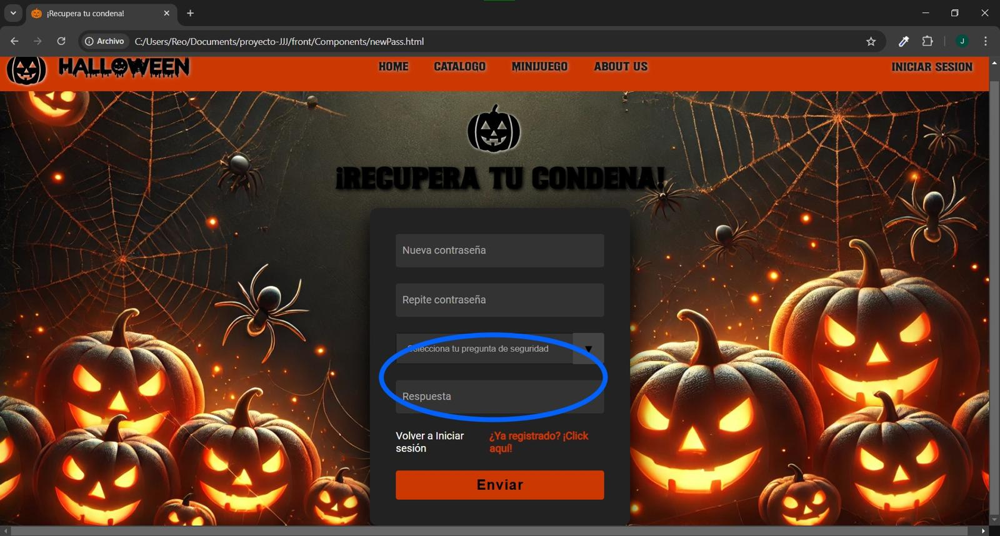 ¡Recupera tu condena!
Archivo
C:/Users/Reo/Documents/proyecto-JJJ/front/Components/newPass.html
J
HALLOWEEN
HOME
CATALOGO
MINIJUEGO
ABOUT US
INICIAR SESION
¡RECUPERA TU CONDENA!
Nueva contraseña
Repite contraseña
Selecciona tu pregunta de seguridad
Respuesta
Volver a Iniciar
sesión
¿Ya registrado? ¡Click
aquí!
Enviar